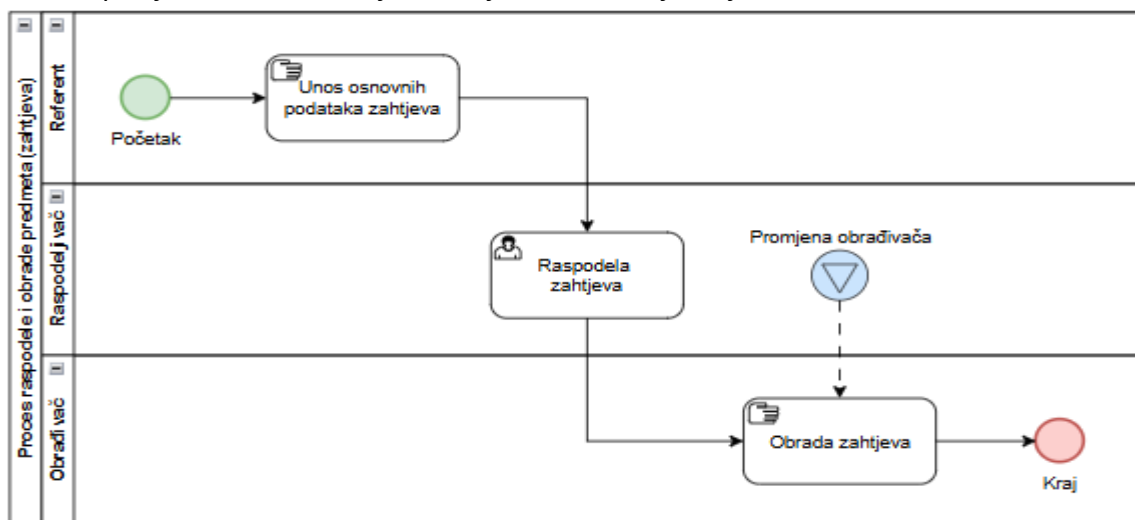 Proces raspodele i obrade predmeta (zahtjeva)
Referent
Početak
Unos osnovnih
podataka zahtjeva
Raspodeljivač
Raspodela
zahtjeva
Promjena obrađivača
Obrađivač
Obrada zahtjeva
Kraj